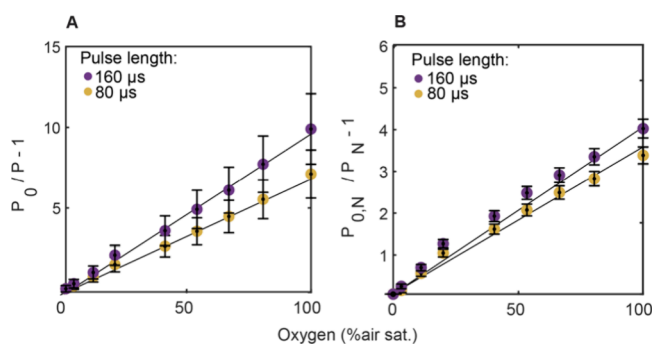 A
15
10
5
0
50
100
P0 / P - 1
Pulse length:
160 µs
80 µs
B
6
5
4
3
2
1
0
50
100
P0,N / PN -1
Pulse length:
160 µs
80 µs
Oxygen (%air sat.)